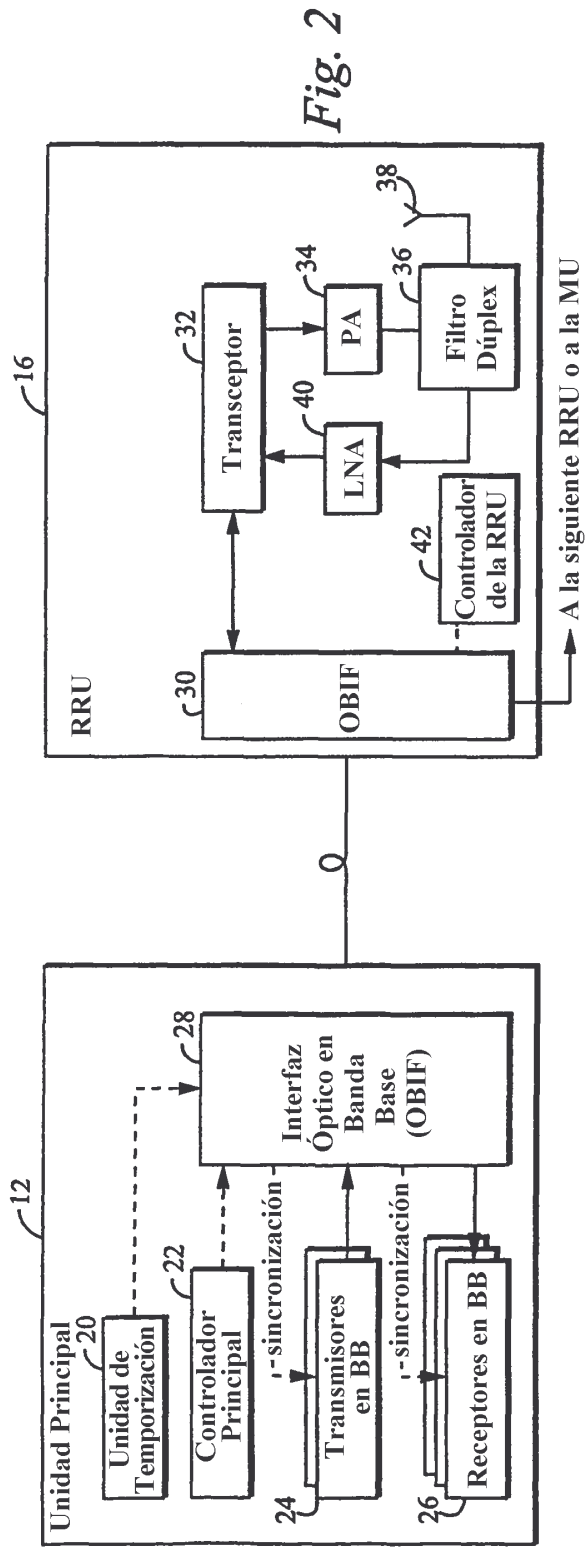 Unidad Principal
12
20
Unidad de
Temporización
22
Controlador
Principal
sincronización
24
Transmisores
en BB
sincronización
26
Receptores en BB
28
Interfaz
Óptico en
Banda
Base
(OBIF)
16
RRU
30
OBIF
32
Transceptor
40
LNA
34
PA
36
Filtro
Dúplex
38
42
Controlador
de la RRU
A la siguiente RRU o a la MU
Fig. 2